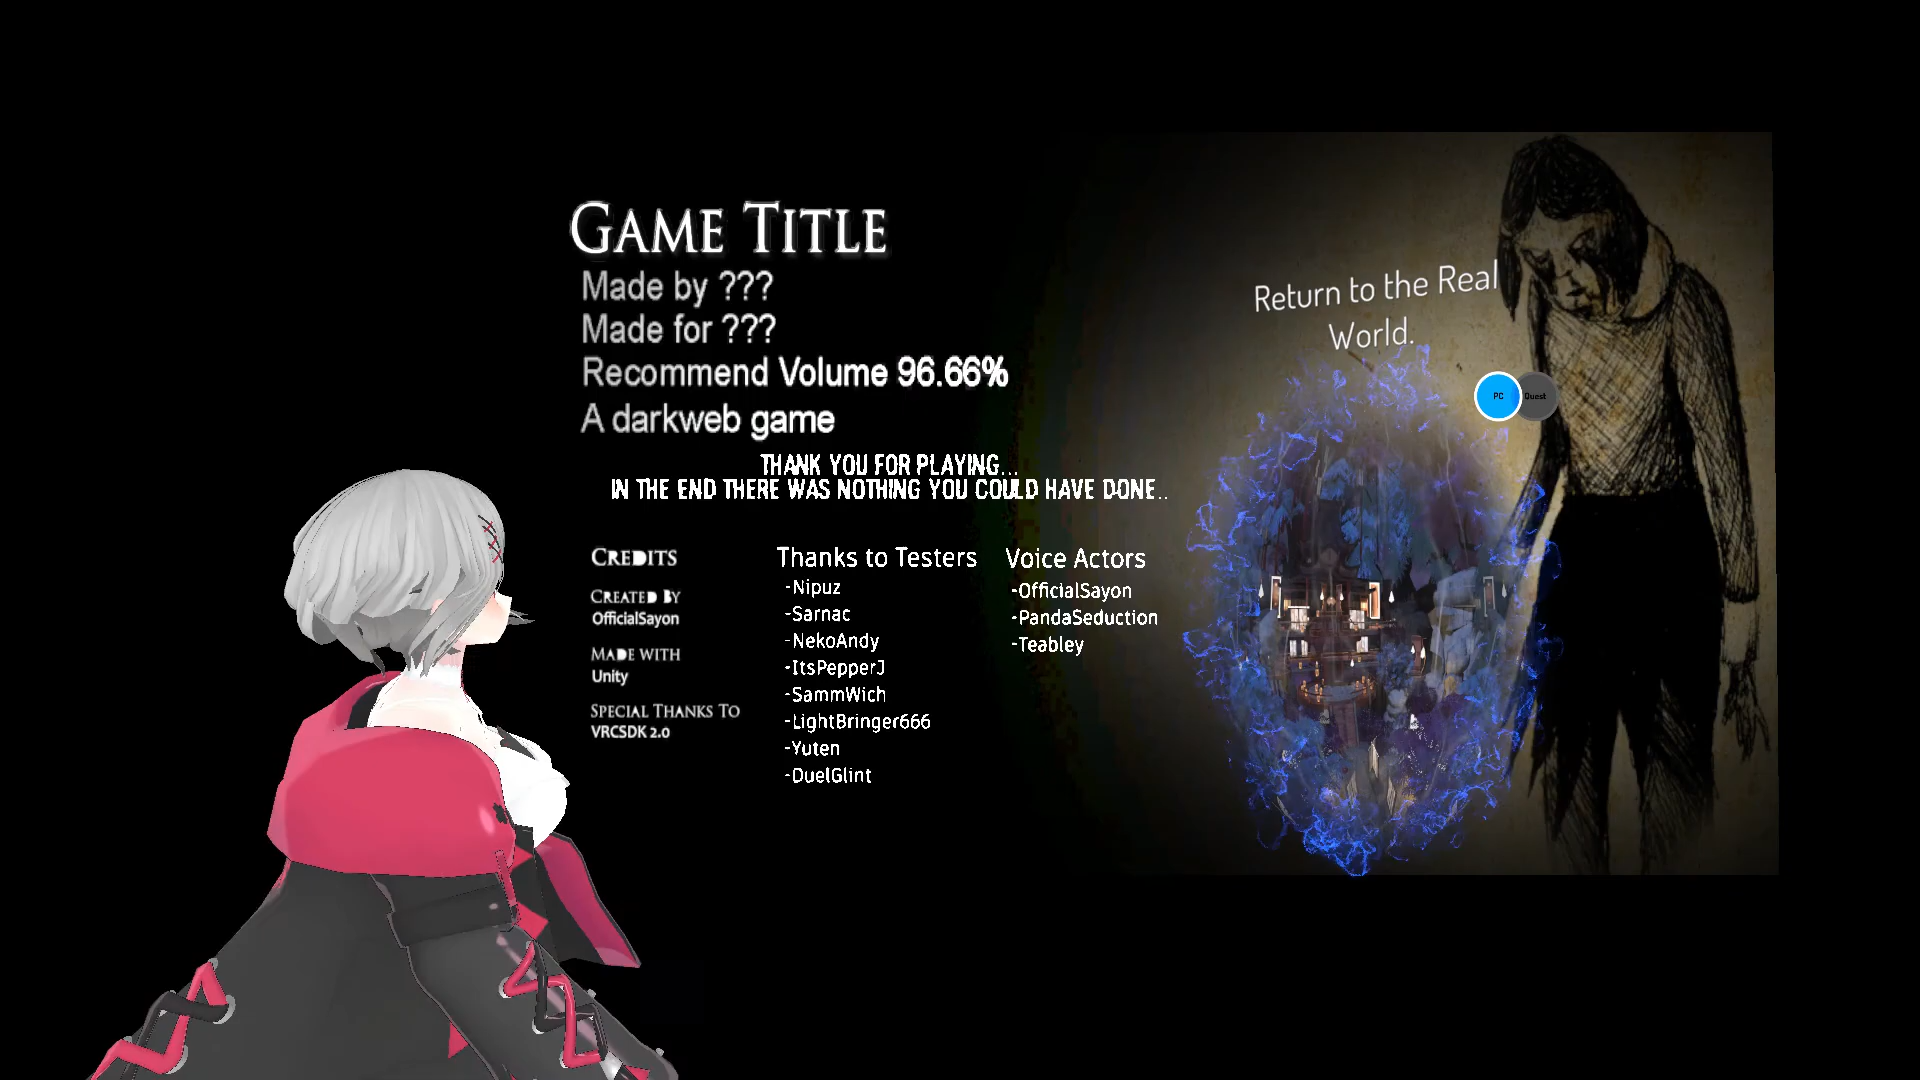 GAME TITLE
Made by ???
Made for ???
Recommend Volume 96.66%
A darkweb game
THANK YOU FOR PLAYING...
IN THE END THERE WAS NOTHING YOU COULD HAVE DONE..
CREDITS
CREATED BY
OfficialSayon
MADE WITH
Unity
SPECIAL THANKS TO
VRCSDK 2.0
Thanks to Testers
-Nipuz
-Sarnac
-NekoAndy
-ItsPepperJ
-SammWich
-LightBringer666
-Yuten
-DuelGlint
Voice Actors
-OfficialSayon
-PandaSeduction
-Teabley
Return to the Real
World.
PC
Quest